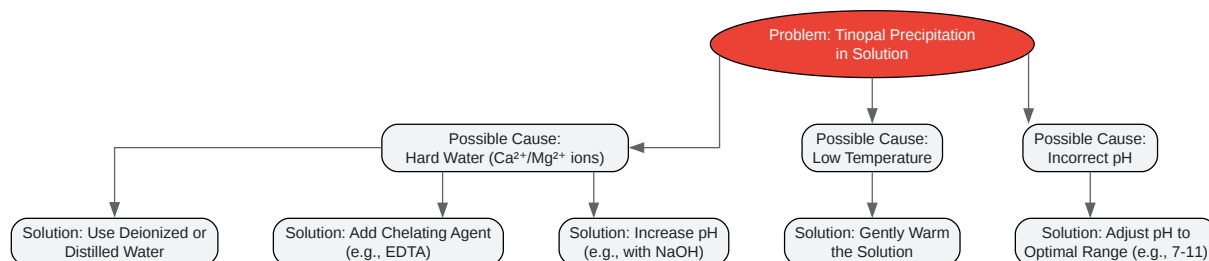 Problem: Tinopal Precipitation
in Solution
Possible Cause:
Hard Water (Ca²⁺/Mg²⁺ ions)
Possible Cause:
Low Temperature
Possible Cause:
Incorrect pH
Solution: Use Deionized or
Distilled Water
Solution: Add Chelating Agent
(e.g., EDTA)
Solution: Increase pH
(e.g., with NaOH)
Solution: Gently Warm
the Solution
Solution: Adjust pH to
Optimal Range (e.g., 7-11)